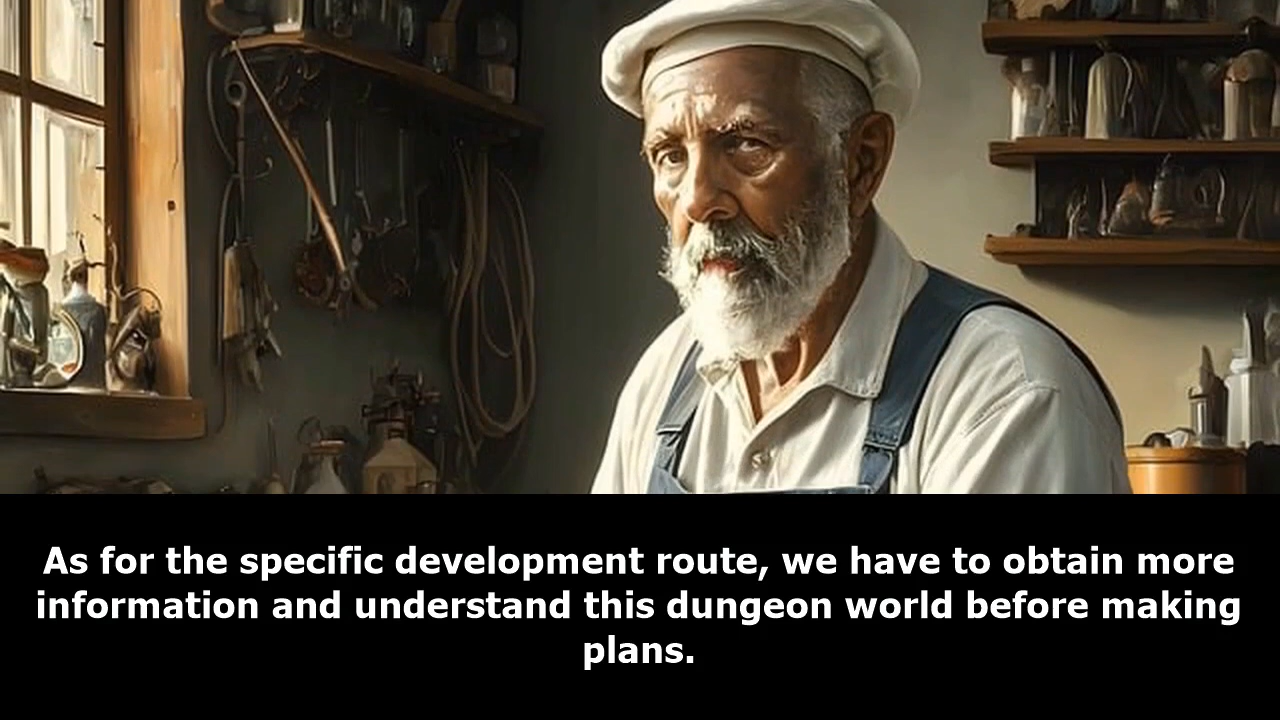 As for the specific development route, we have to obtain more
information and understand this dungeon world before making
plans.